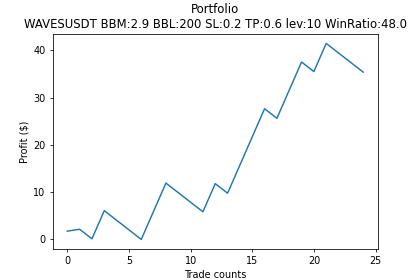 Portfolio
WAVESUSDT BBM:2.9 BBL:200 SL:0.2 TP:0.6 lev:10 WinRatio:48.0
40
30
20
10
0
Profit ($)
0 5 10 15 20 25
Trade counts